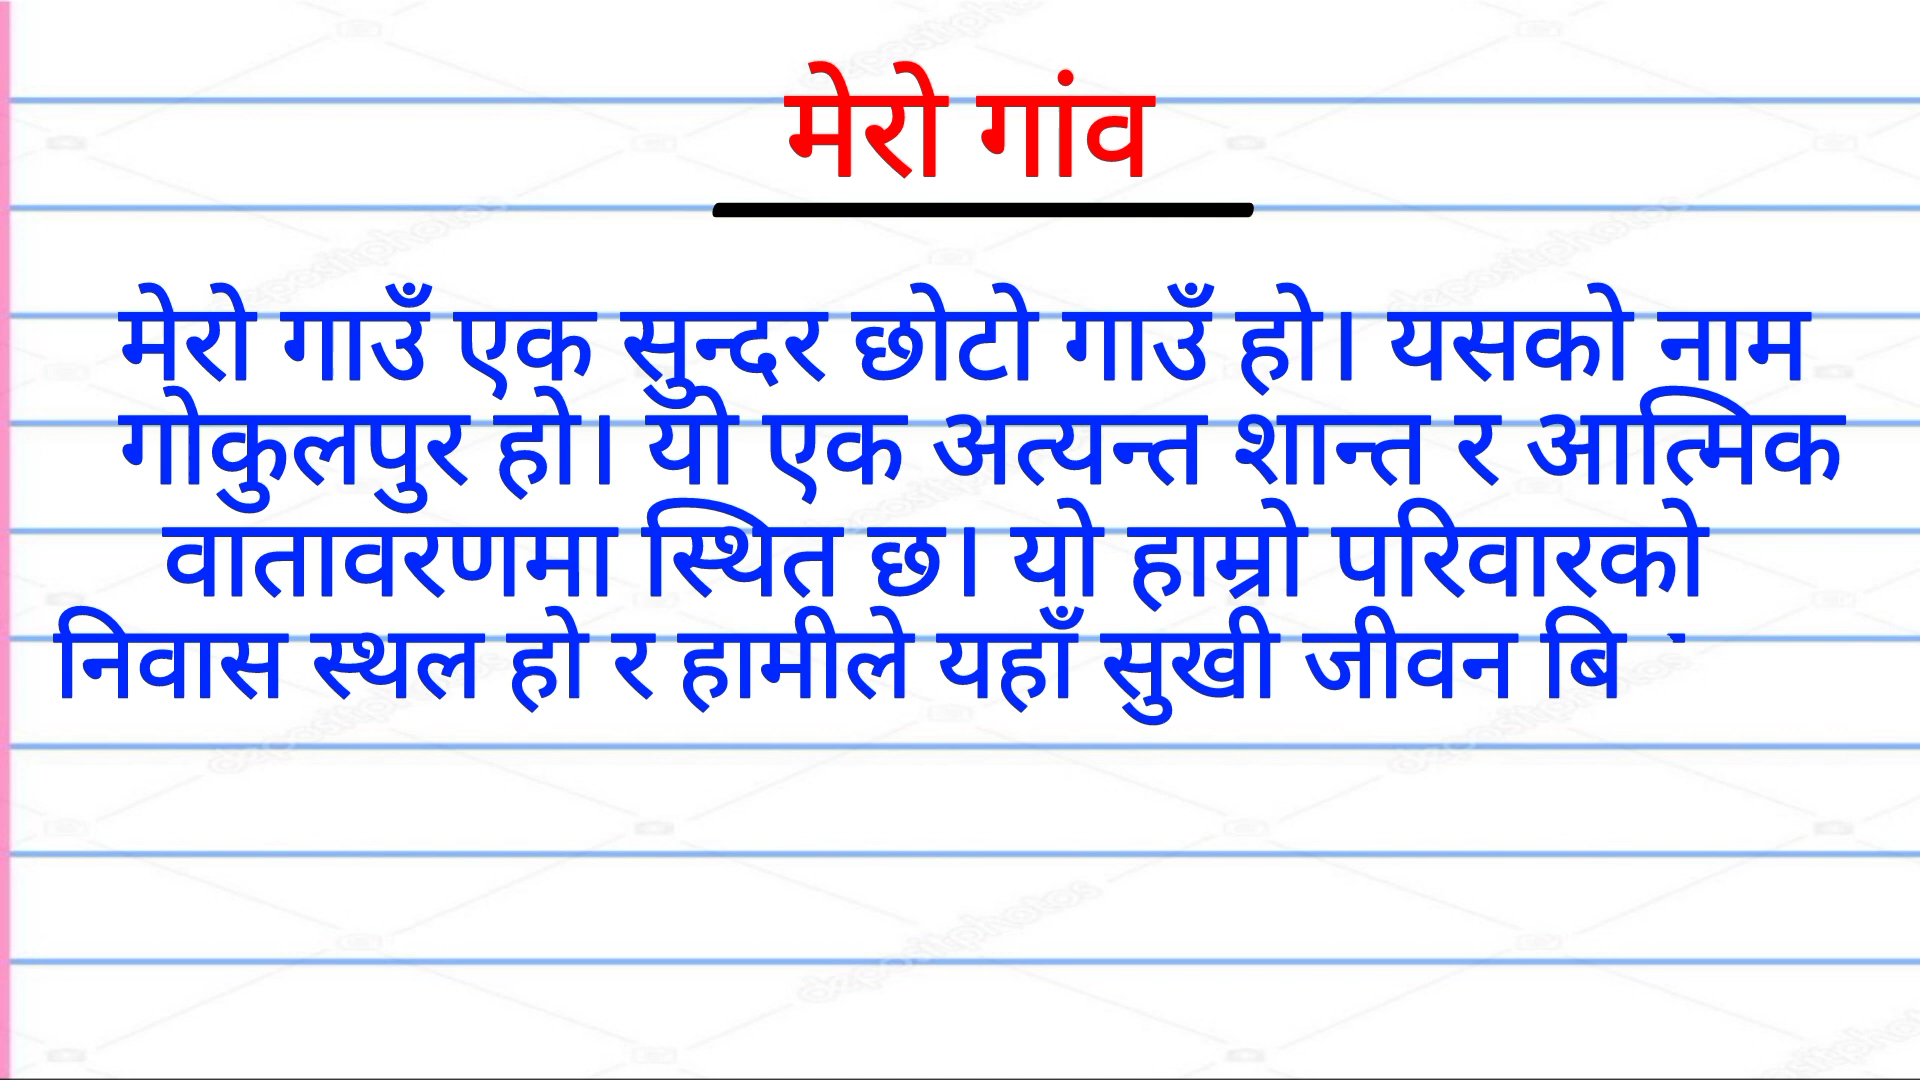 मेरो गांव
मेरो गाउँ एक सुन्दर छोटो गाउँ हो। यसको नाम
गोकुलपुर हो। यो एक अत्यन्त शान्त र आत्मिक
वातावरणमा स्थित छ। यो हाम्रो परिवारको
निवास स्थल हो र हामीले यहाँ सुखी जीवन बि